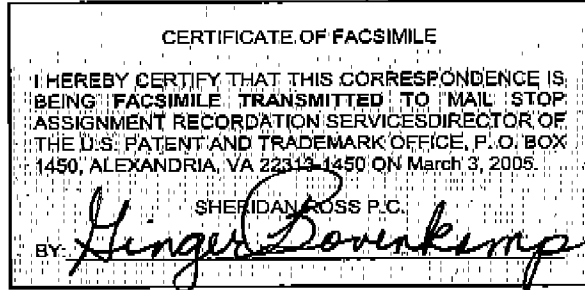 CERTIFICATE OF FACSIMILE
I HEREBY CERTIFY THAT THIS CORRESPONDENCE IS
BEING FACSIMILE TRANSMITTED TO MAIL STOP
ASSIGNMENT RECORDATION SERVICESDIRECTOR OF
THE U.S. PATENT AND TRADEMARK OFFICE, P. O. BOX
1450, ALEXANDRIA, VA 22313-1450 ON March 3, 2005.
SHERIDAN ROSS P.C.
BY: Ginger Bovenkamp